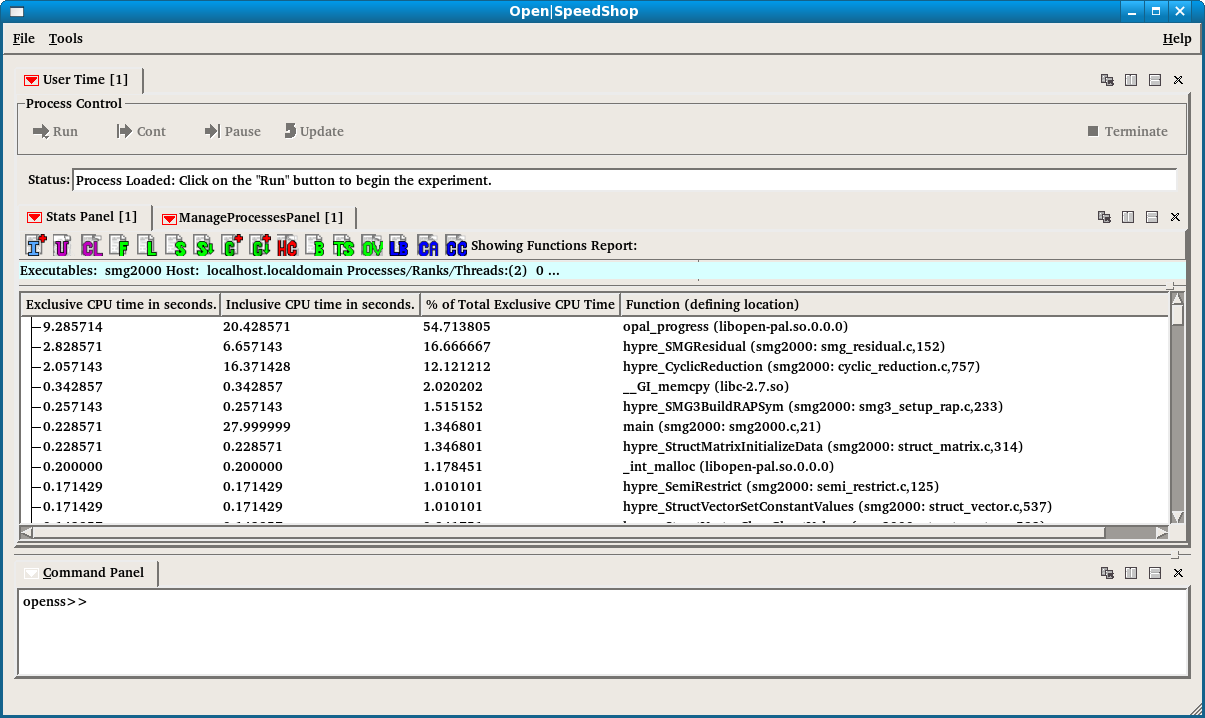 Open|SpeedShop
File Tools Help
User Time [1]
Process Control
Run Cont Pause Update Terminate
Status: Process Loaded: Click on the "Run" button to begin the experiment.
Stats Panel [1] ManageProcessesPanel [1]
I U CL F L S S G G HC B TS OV LB CA CC Showing Functions Report:
Executables: smg2000 Host: localhost.localdomain Processes/Ranks/Threads:(2) 0 ...
Exclusive CPU time in seconds. Inclusive CPU time in seconds. % of Total Exclusive CPU Time Function (defining location)
9.285714 20.428571 54.713805 opal_progress (libopen-pal.so.0.0.0)
2.828571 6.657143 16.666667 hypre_SMGResidual (smg2000: smg_residual.c,152)
2.057143 16.371428 12.121212 hypre_CyclicReduction (smg2000: cyclic_reduction.c,757)
0.342857 0.342857 2.020202 __GI_memcpy (libc-2.7.so)
0.257143 0.257143 1.515152 hypre_SMG3BuildRAPSym (smg2000: smg3_setup_rap.c,233)
0.228571 27.999999 1.346801 main (smg2000: smg2000.c,21)
0.228571 0.228571 1.346801 hypre_StructMatrixInitializeData (smg2000: struct_matrix.c,314)
0.200000 0.200000 1.178451 _int_malloc (libopen-pal.so.0.0.0)
0.171429 0.171429 1.010101 hypre_SemiRestrict (smg2000: semi_restrict.c,125)
0.171429 0.171429 1.010101 hypre_StructVectorSetConstantValues (smg2000: struct_vector.c,537)
Command Panel
openss>>